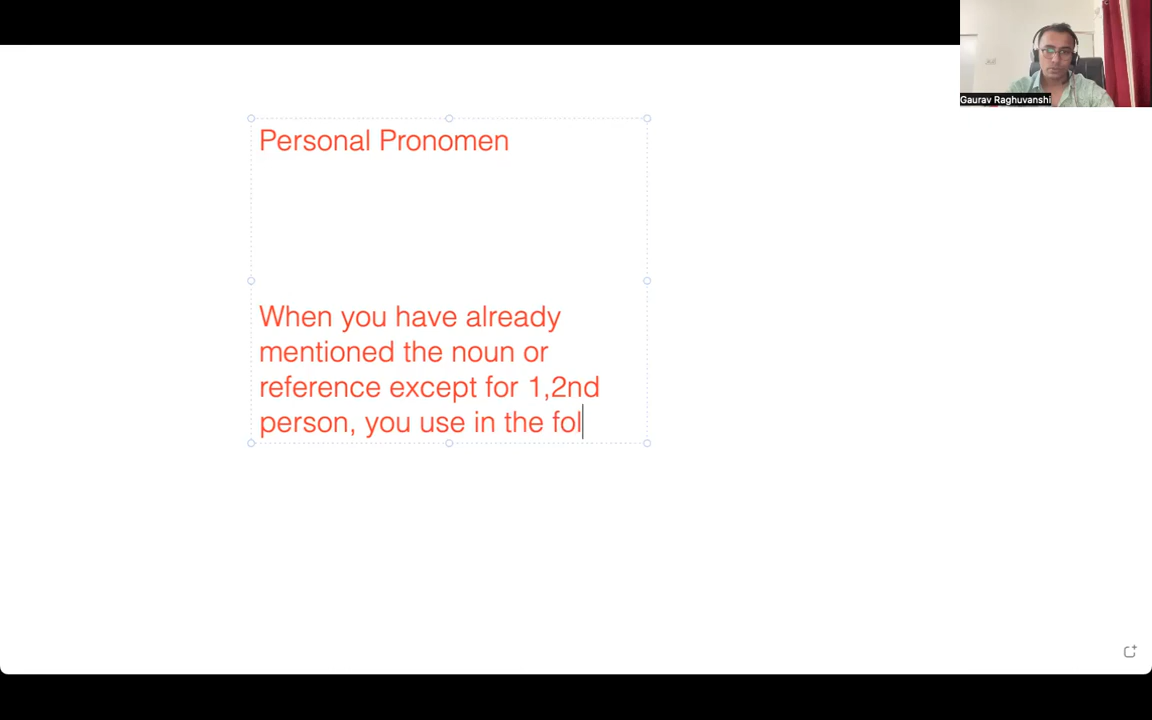 Gaurav Raghuvanshi
Personal Pronomen
When you have already
mentioned the noun or
reference except for 1,2nd
person, you use in the fol